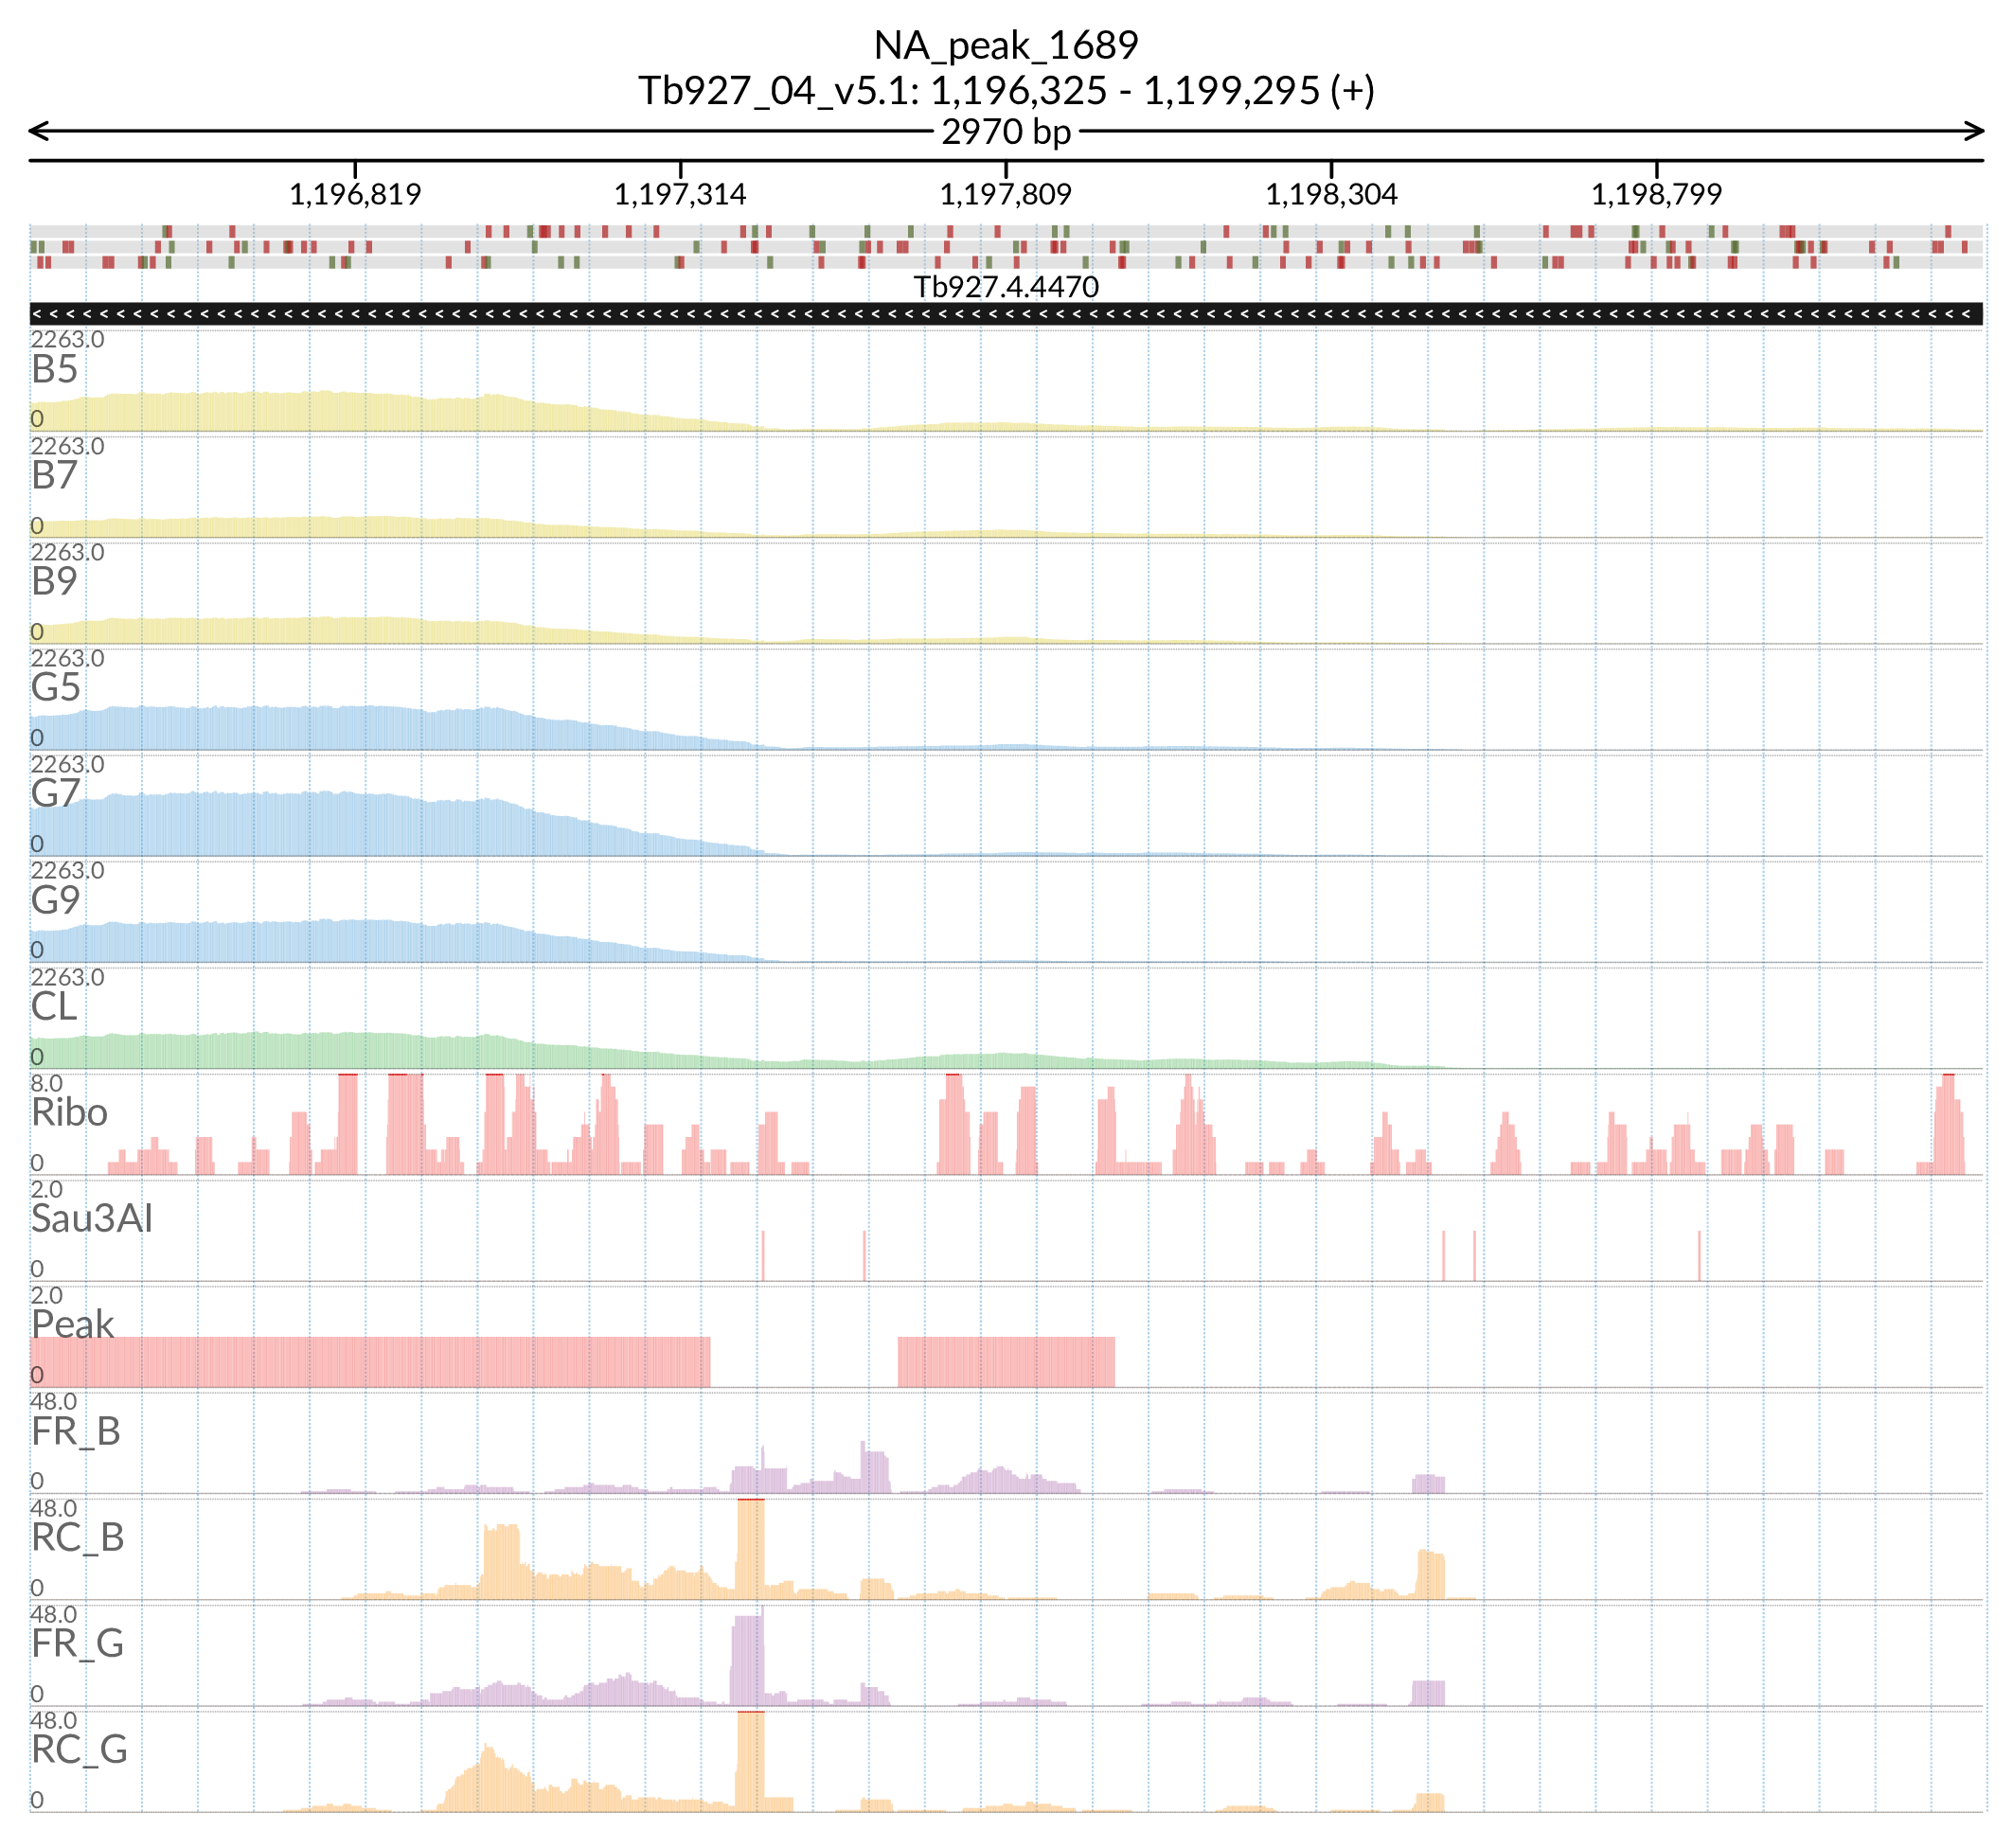 NA_peak_1689
Tb927_04_v5.1: 1,196,325 - 1,199,295 (+)
2970 bp
1,196,819 1,197,314 1,197,809 1,198,304 1,198,799
Tb927.4.4470
2263.0
B5
0
2263.0
B7
0
2263.0
B9
0
2263.0
G5
0
2263.0
G7
0
2263.0
G9
0
2263.0
CL
0
8.0
Ribo
0
2.0
Sau3AI
0
2.0
Peak
0
48.0
FR_B
0
48.0
RC_B
0
48.0
FR_G
0
48.0
RC_G
0